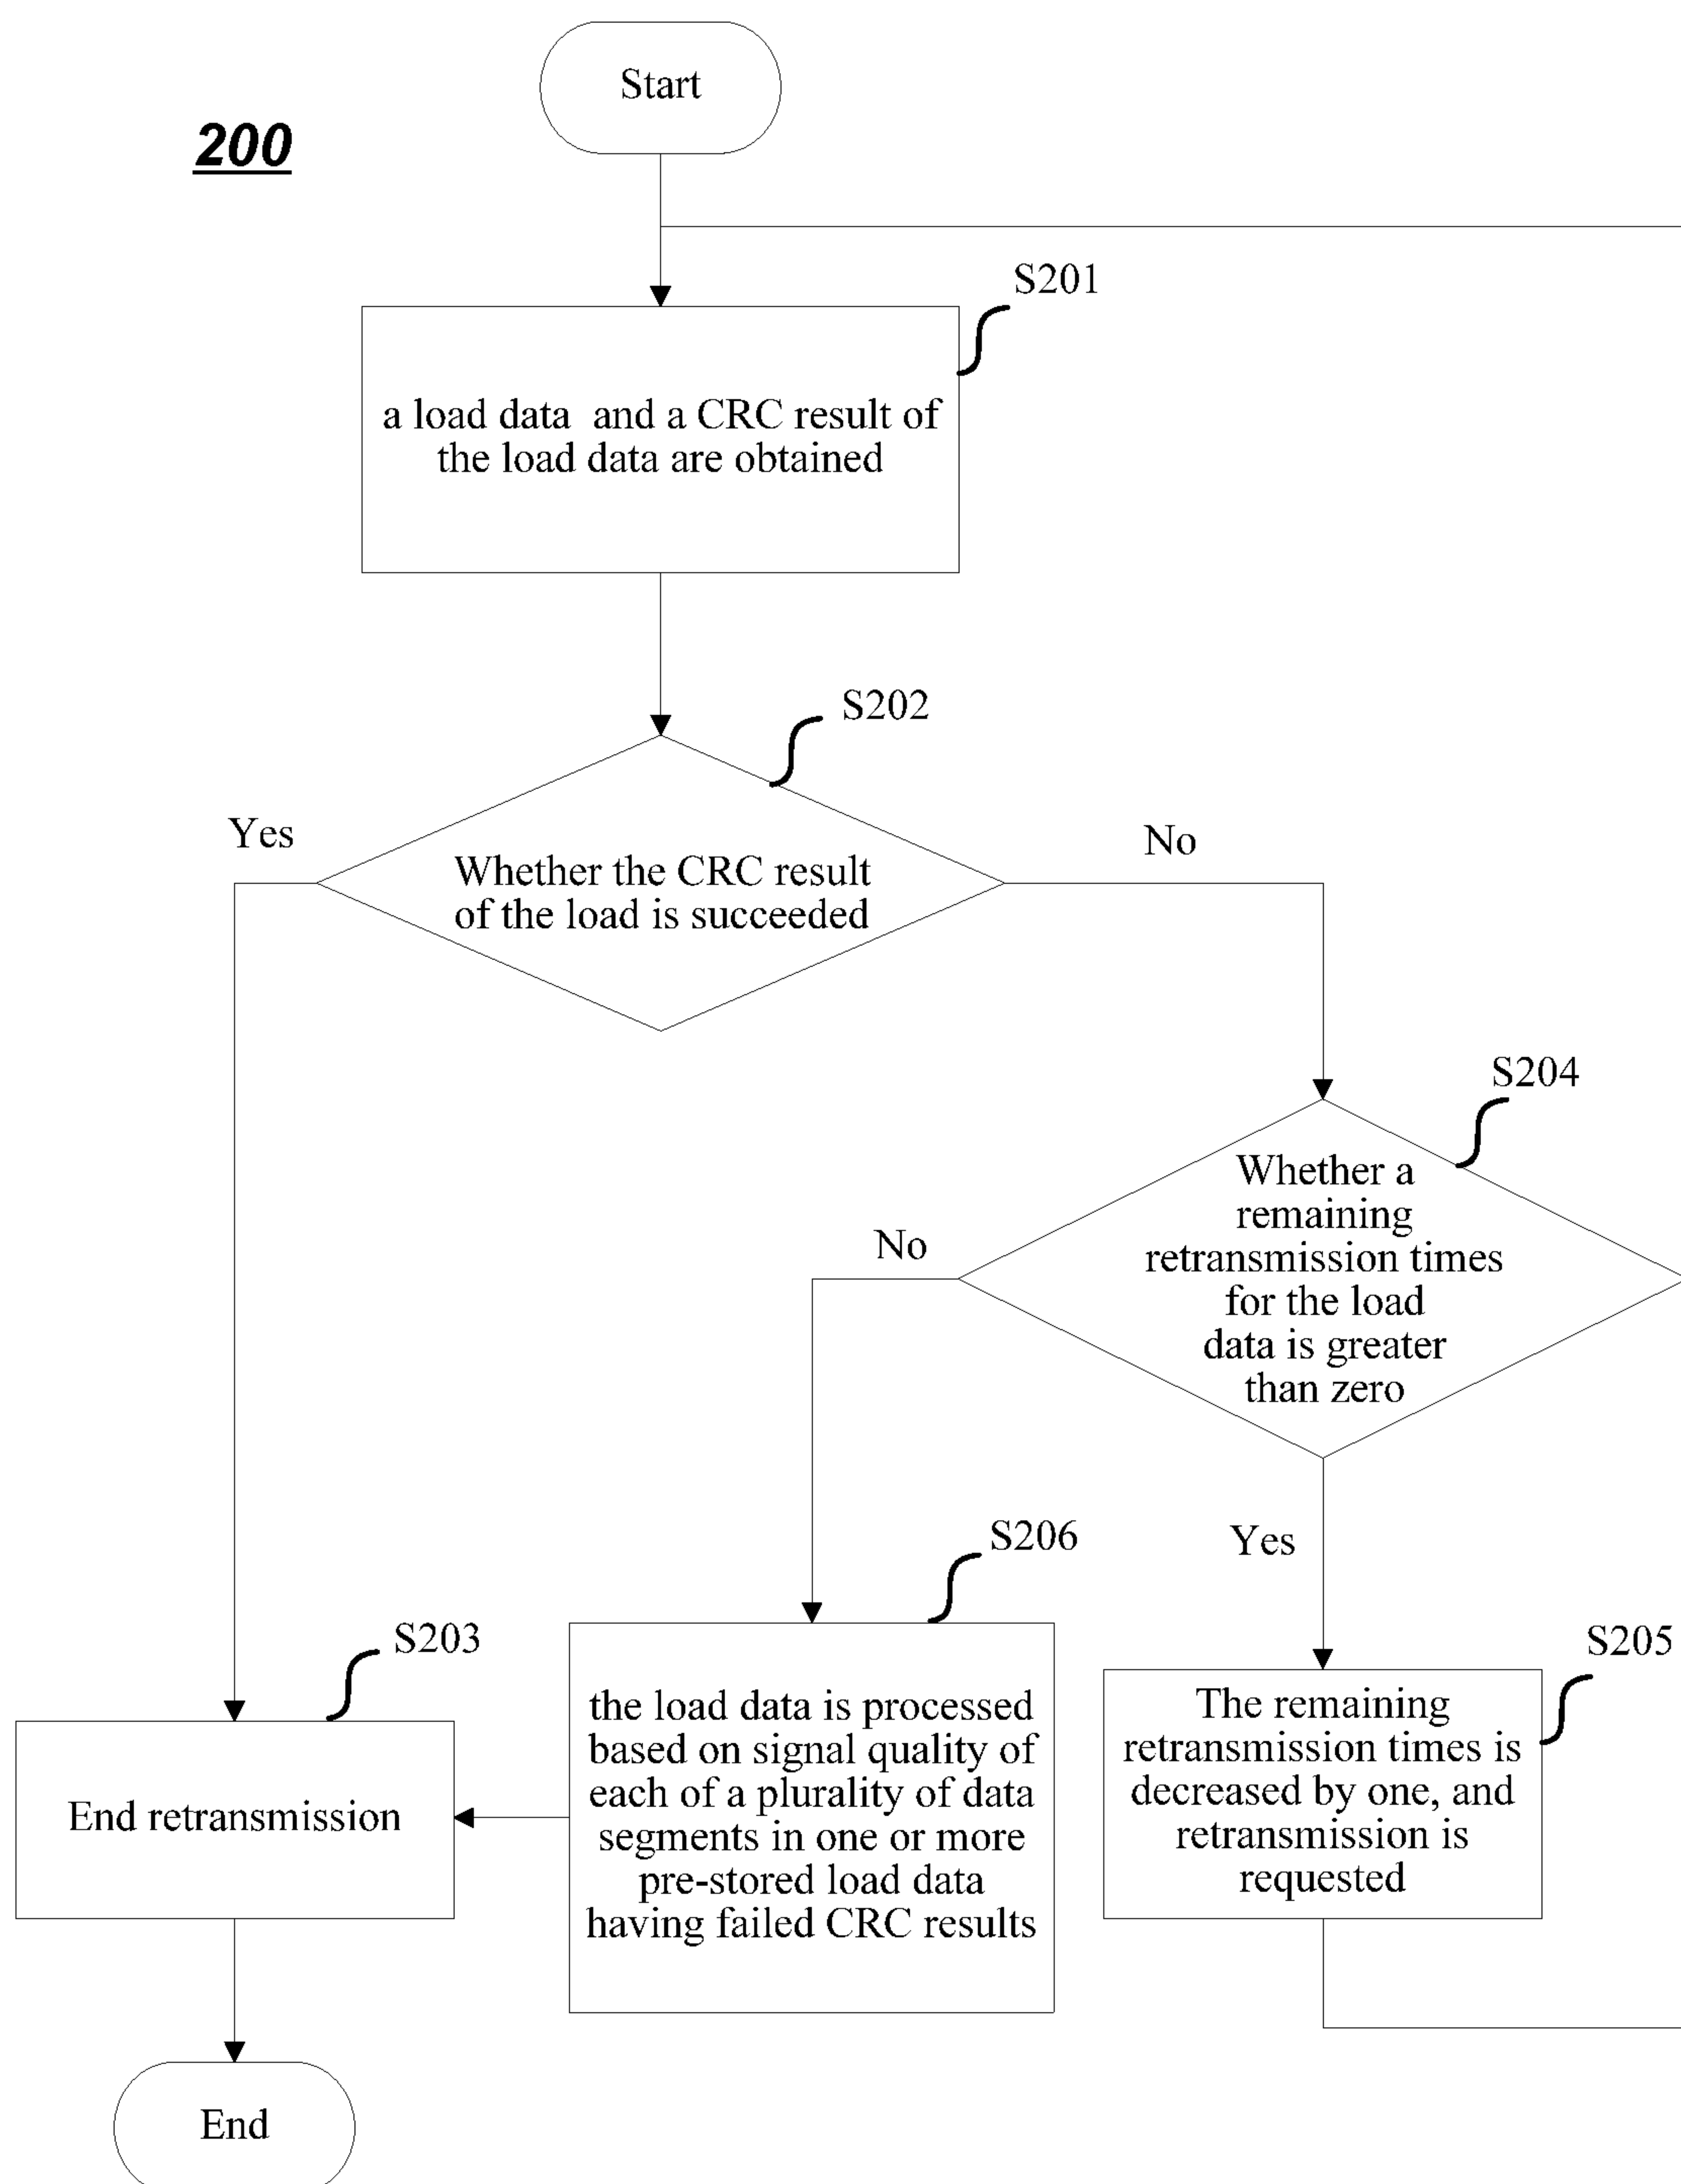 Start
200
S201
a load data and a CRC result of
the load data are obtained
S202
Yes
No
Whether the CRC result
of the load is succeeded
S204
Whether a
remaining
retransmission times
for the load
data is greater
than zero
No
Yes
S206
S203
S205
the load data is processed
based on signal quality of
each of a plurality of data
segments in one or more
pre-stored load data
having failed CRC results
The remaining
retransmission times is
decreased by one, and
retransmission is
requested
End retransmission
End